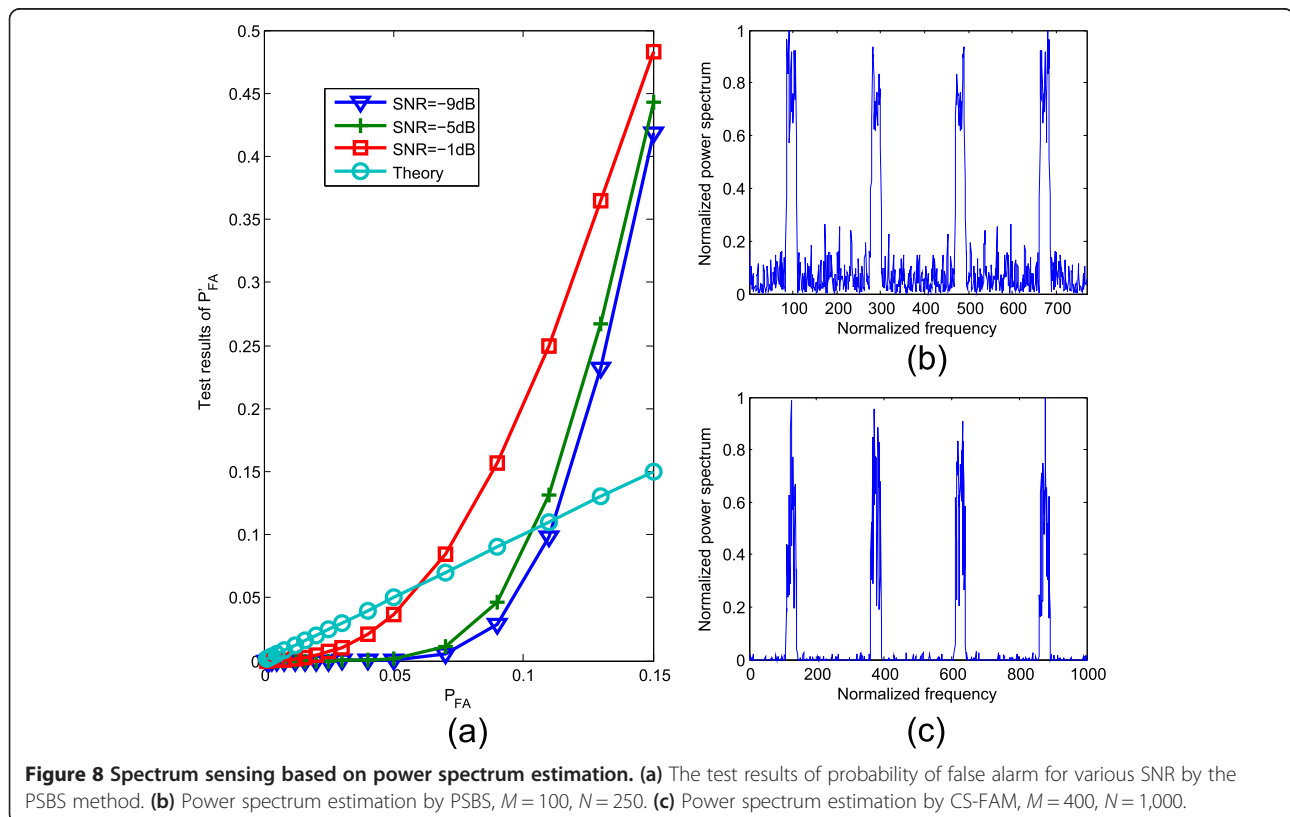 0.5
0.45
0.4
0.35
0.3
0.25
0.2
0.15
0.1
0.05
0
Test results of P'FA
SNR=−9dB
SNR=−5dB
SNR=−1dB
Theory
0 0.05 0.1 0.15
PFA
(a)
1
0.8
0.6
0.4
0.2
0
Normalized power spectrum
100 200 300 400 500 600 700
Normalized frequency
(b)
1
0.8
0.6
0.4
0.2
0
Normalized power spectrum
0 200 400 600 800 1000
Normalized frequency
(c)
Figure 8 Spectrum sensing based on power spectrum estimation. (a) The test results of probability of false alarm for various SNR by the
PSBS method. (b) Power spectrum estimation by PSBS, M = 100, N = 250. (c) Power spectrum estimation by CS-FAM, M = 400, N = 1,000.